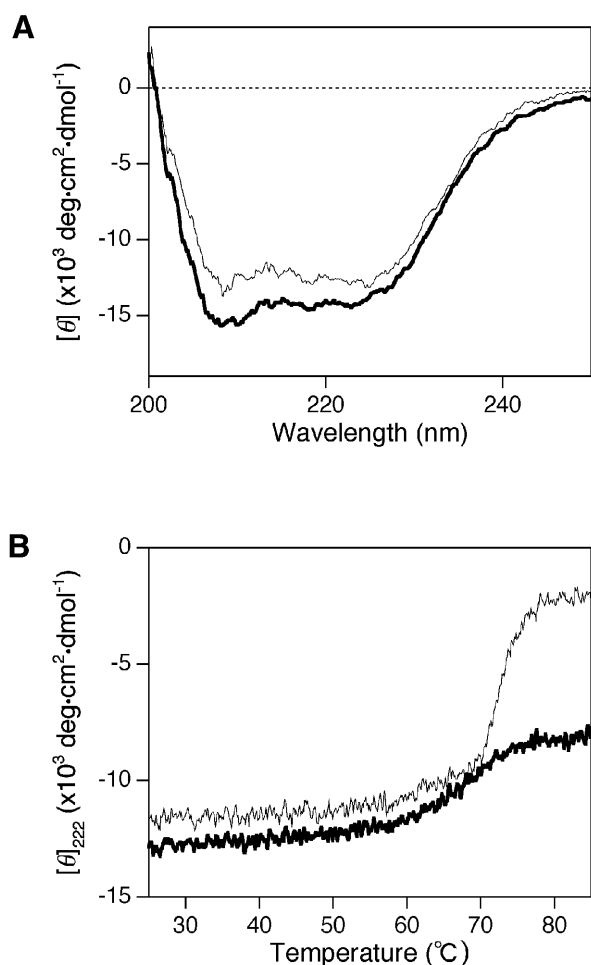 A
[θ] (x10³ deg·cm²·dmol⁻¹)
0
-5
-10
-15
200
220
240
Wavelength (nm)
B
[θ]₂₂₂ (x10³ deg·cm²·dmol⁻¹)
0
-5
-10
-15
30
40
50
60
70
80
Temperature (℃)